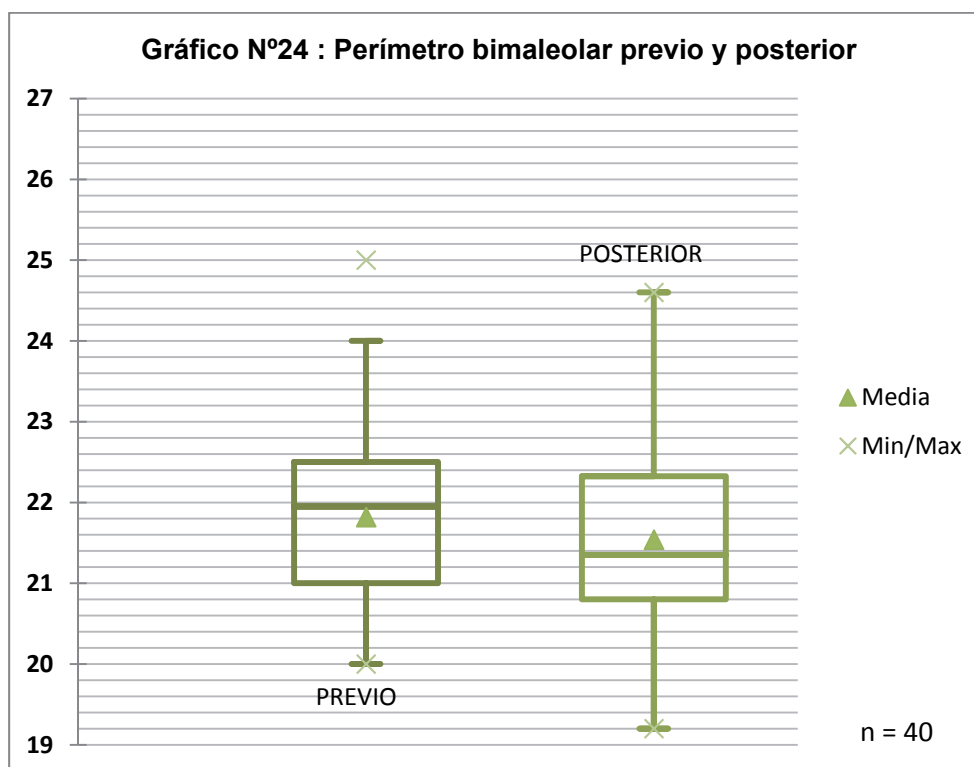 Gráfico Nº24 : Perímetro bimaleolar previo y posterior
27
26
25
24
23
22
21
20
19
POSTERIOR
PREVIO
Media
Min/Max
n = 40